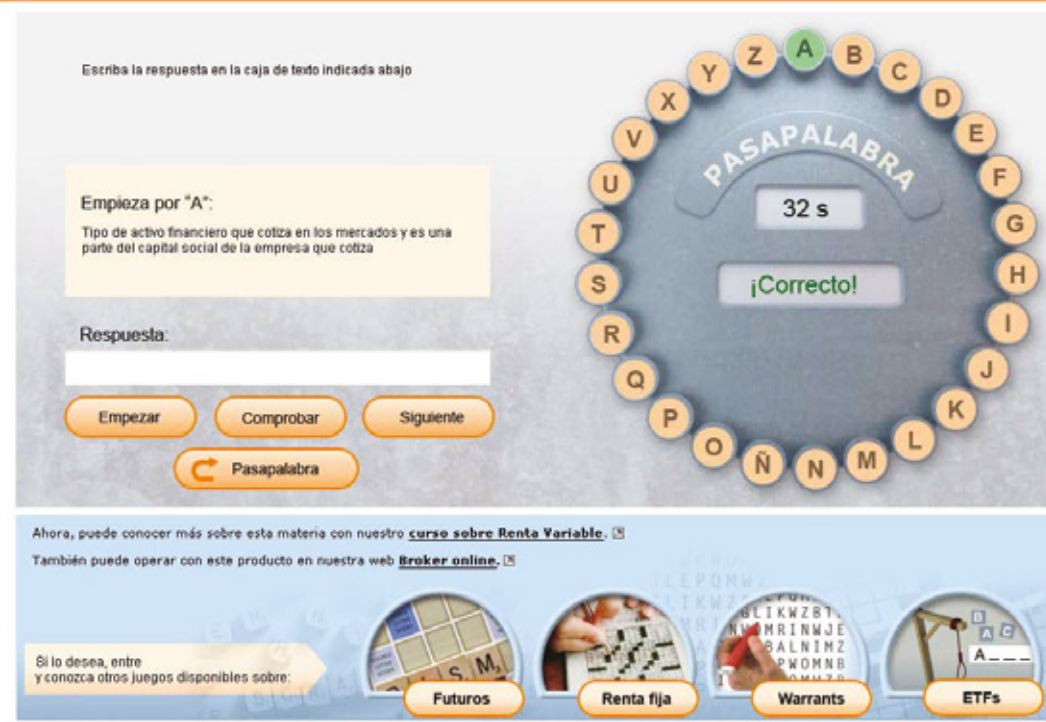 Escriba la respuesta en la caja de texto indicada abajo
Empieza por "A":
Tipo de activo financiero que cotiza en los mercados y es una
parte del capital social de la empresa que cotiza
Respuesta:
Empezar
Comprobar
Siguiente
Pasapalabra
A
B
C
D
E
F
G
H
I
J
K
L
M
N
Ñ
O
P
Q
R
S
T
U
V
X
Y
Z
PASAPALABRA
32 s
¡Correcto!
Ahora, puede conocer más sobre esta materia con nuestro curso sobre Renta Variable.
También puede operar con este producto en nuestra web Broker online.
Si lo desea, entre
y conozca otros juegos disponibles sobre:
Futuros
Renta fija
Warrants
ETFs